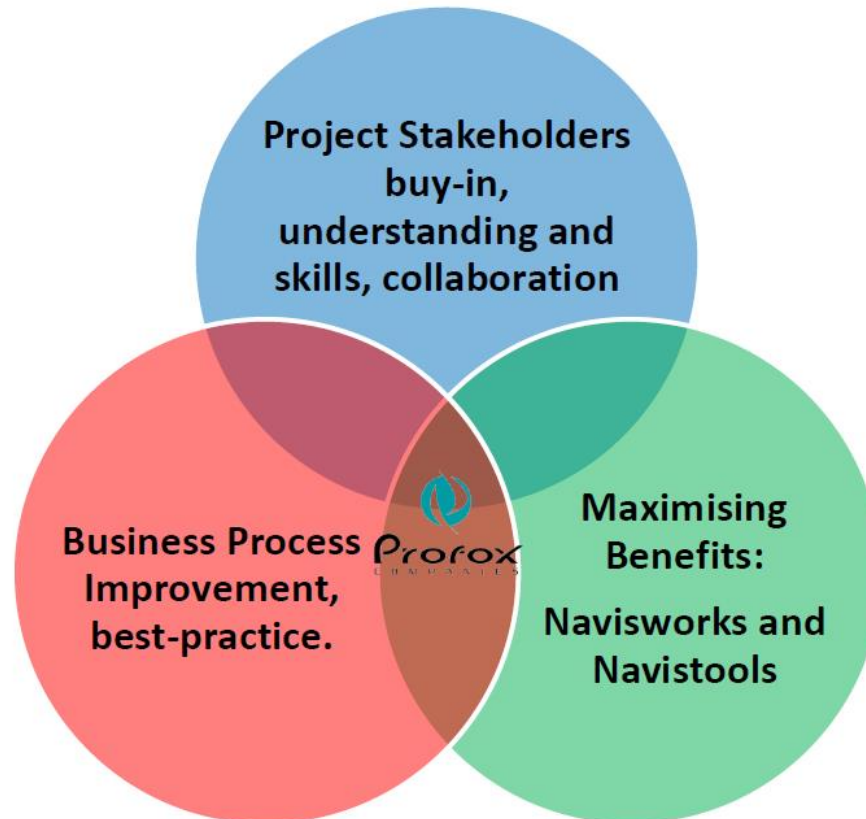 Project Stakeholders
buy-in,
understanding and
skills, collaboration
Business Process
Improvement,
best-practice.
Profox
COMPANIES
Maximising
Benefits:
Navisworks and
Navistools